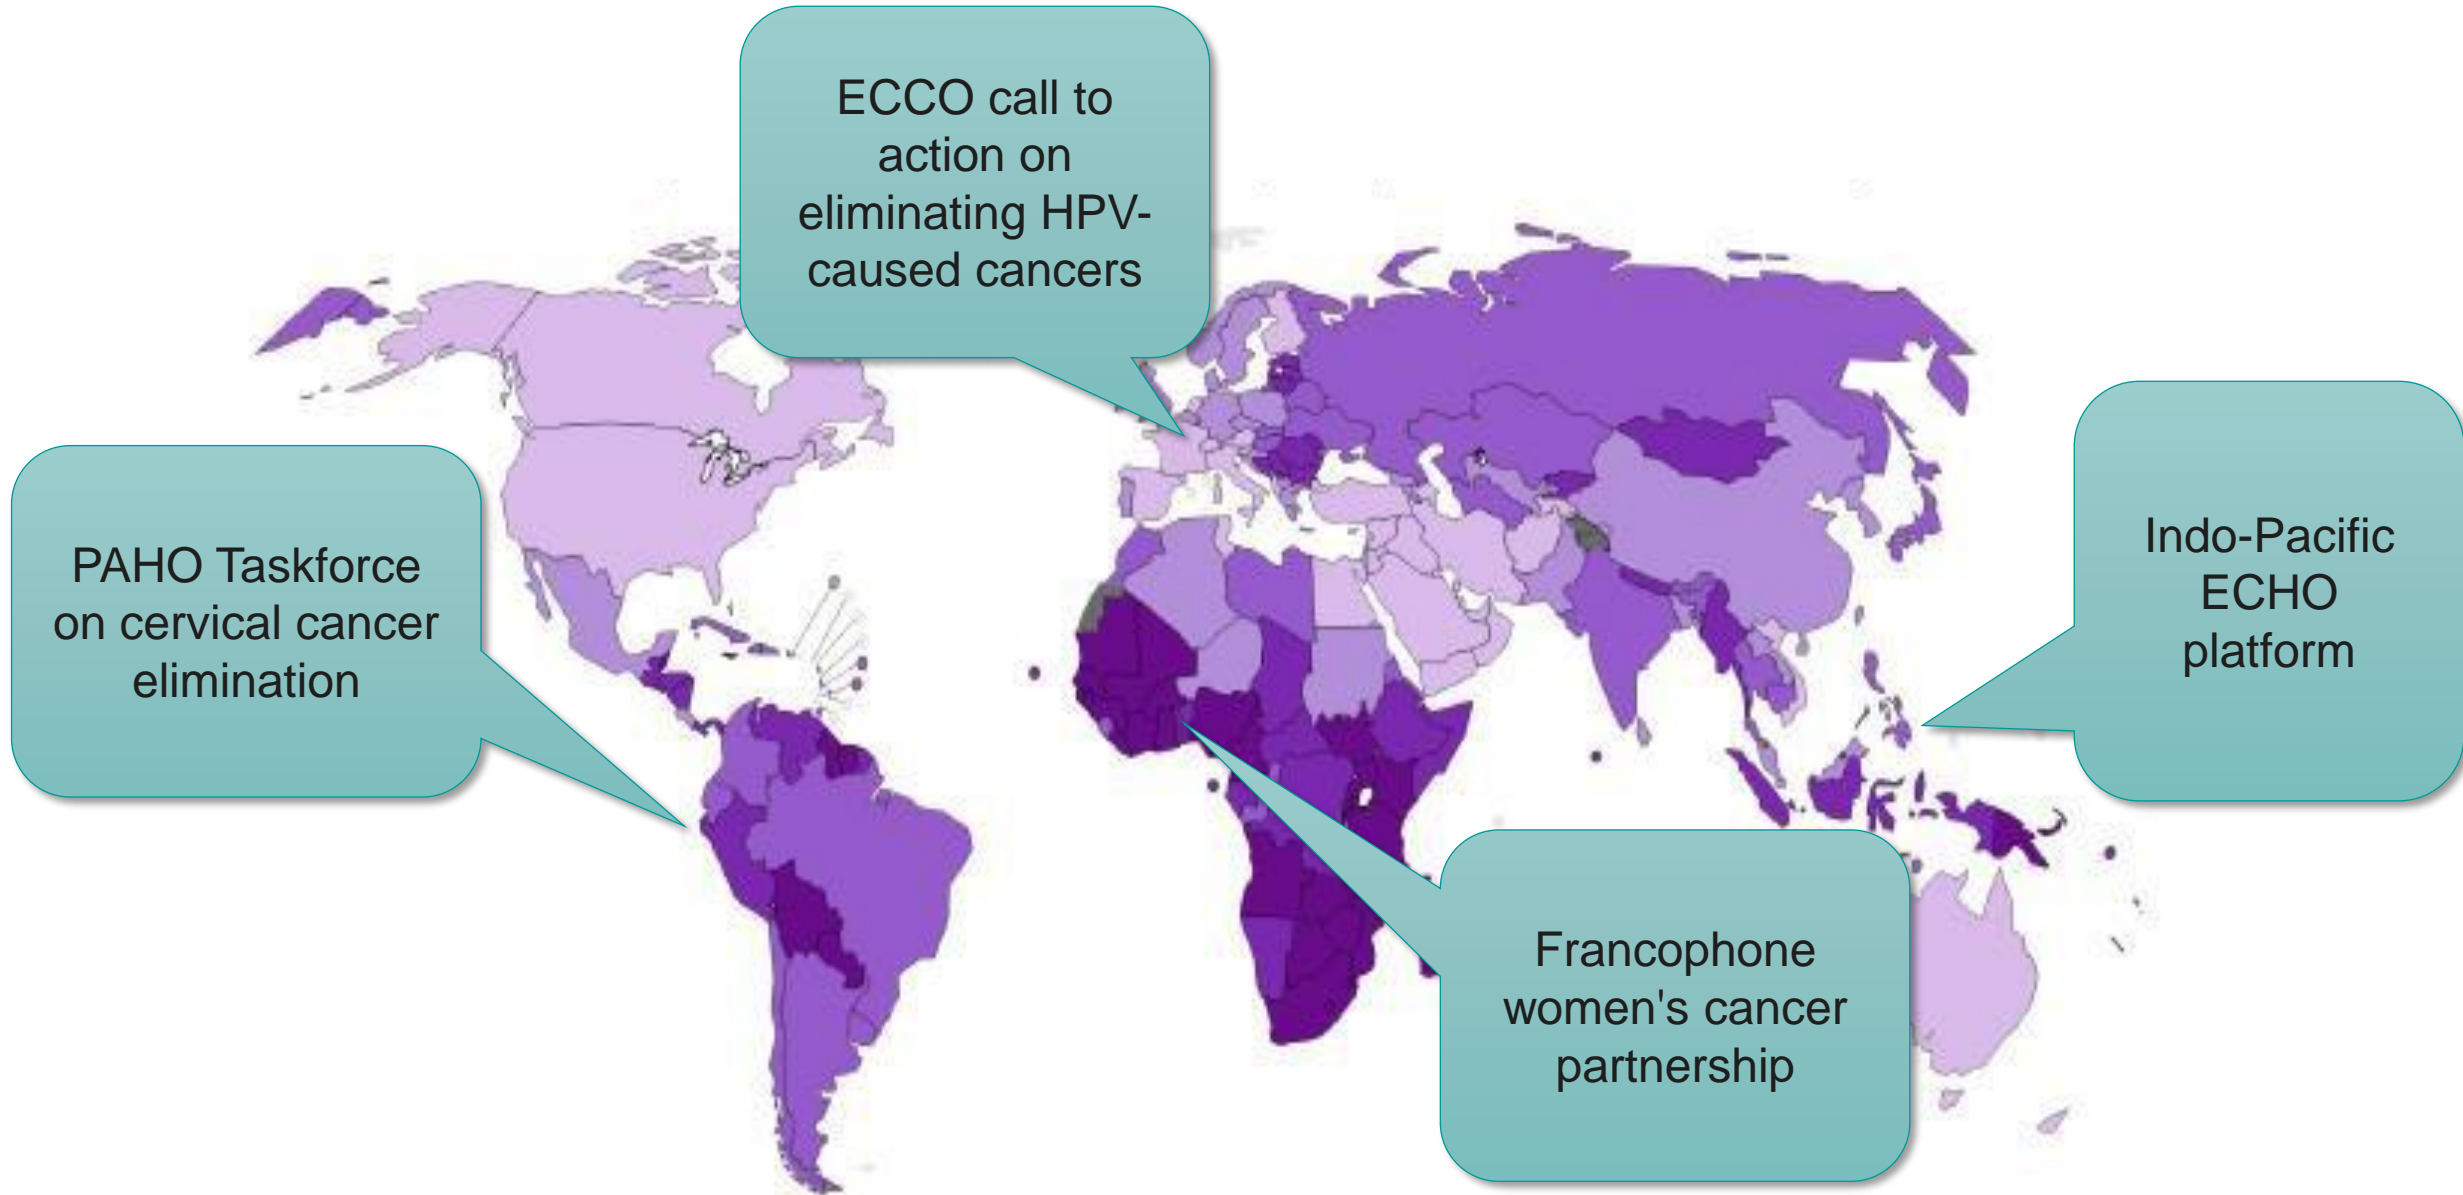 ECCO call to
action on
eliminating HPV-
caused cancers
PAHO Taskforce
on cervical cancer
elimination
Indo-Pacific
ECHO
platform
Francophone
women's cancer
partnership